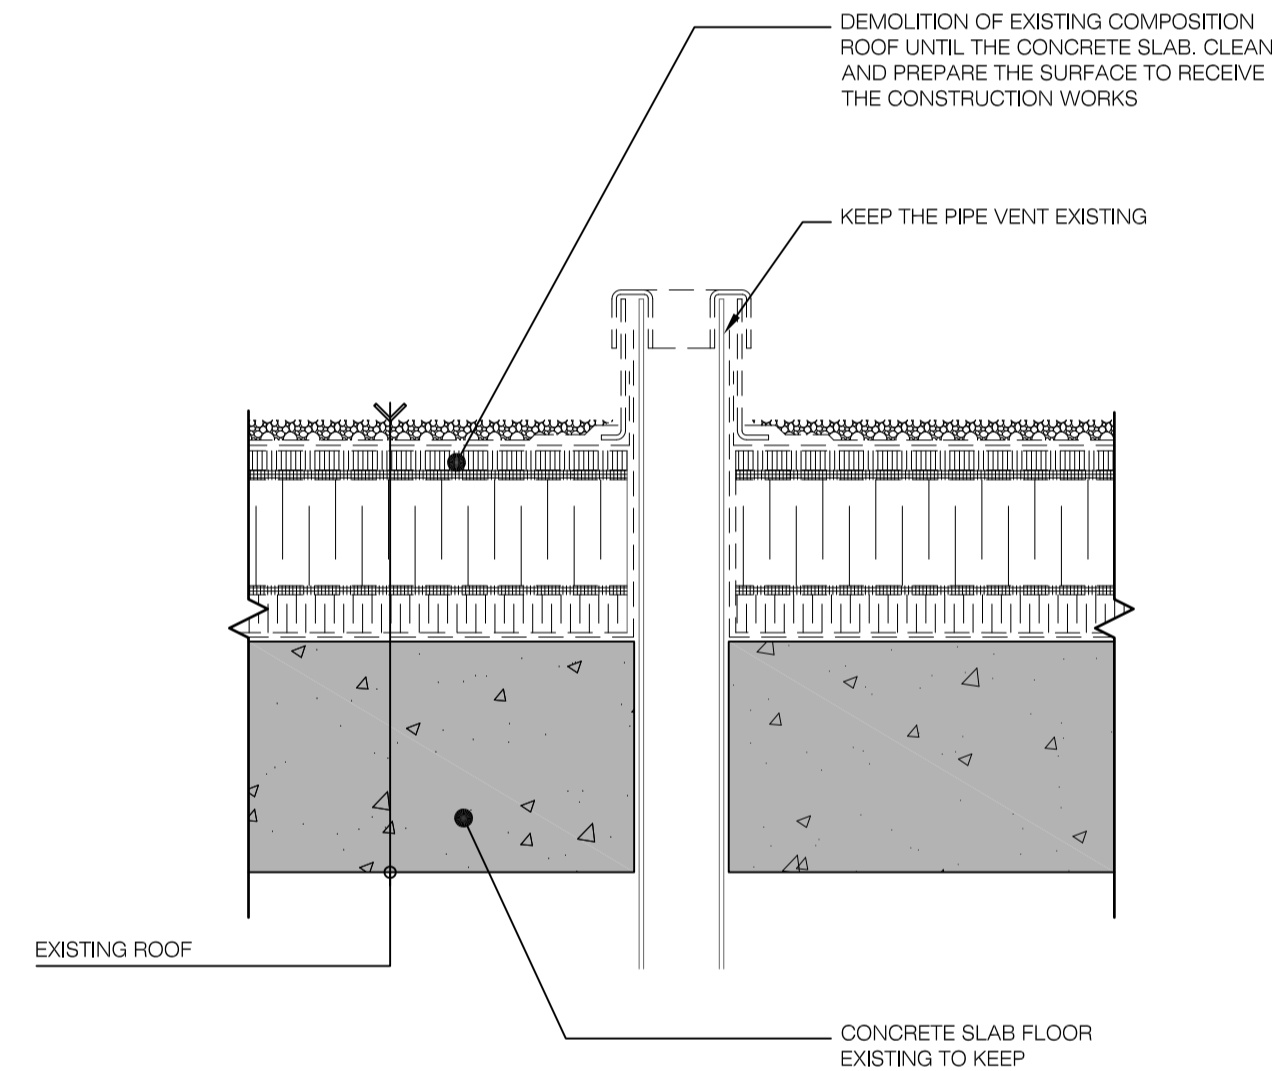 DEMOLITION OF EXISTING COMPOSITION
ROOF UNTIL THE CONCRETE SLAB. CLEAN
AND PREPARE THE SURFACE TO RECEIVE
THE CONSTRUCTION WORKS
KEEP THE PIPE VENT EXISTING
EXISTING ROOF
CONCRETE SLAB FLOOR
EXISTING TO KEEP